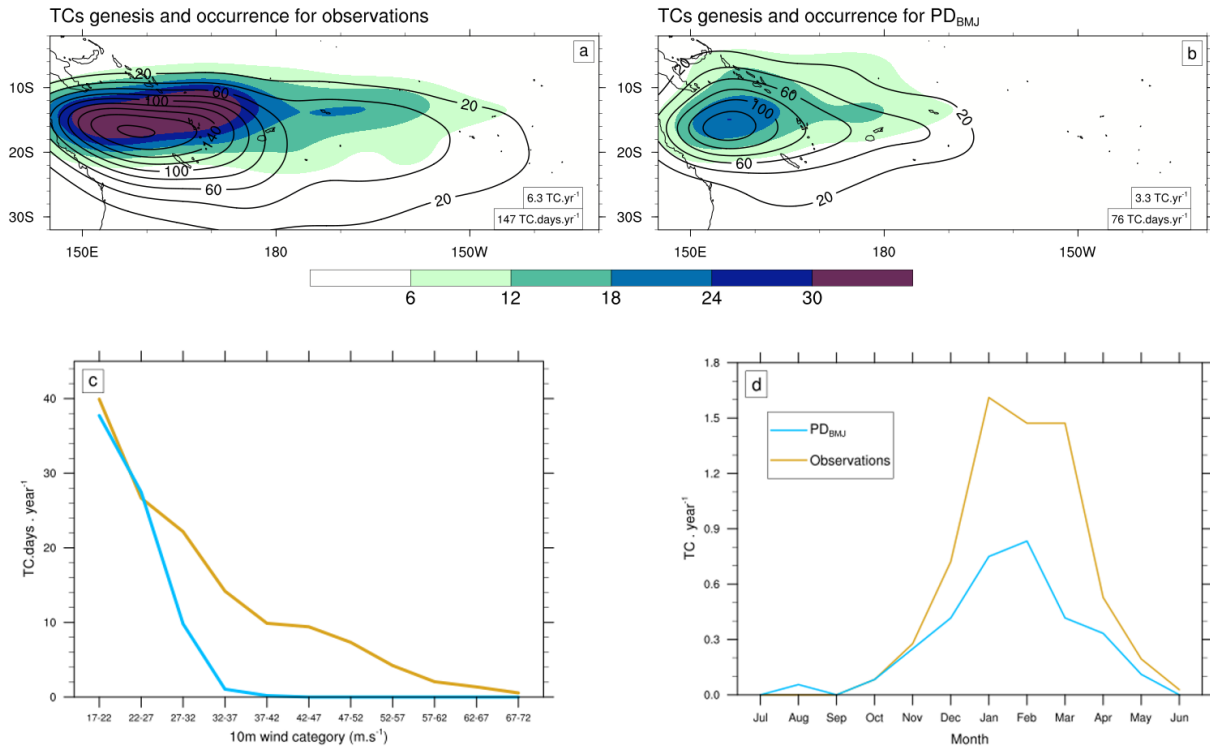 TCs genesis and occurrence for observations
TCs genesis and occurrence for PD_BMJ
a
b
10S
20S
30S
150E
180
150W
20
100
60
140
100
60
20
20
6.3 TC.yr⁻¹
147 TC.days.yr⁻¹
10S
20S
30S
150E
180
150W
20
60
100
20
60
20
3.3 TC.yr⁻¹
76 TC.days.yr⁻¹
6 12 18 24 30
c
TC.days . year⁻¹
40
30
20
10
0
17-22 22-27 27-32 32-37 37-42 42-47 47-52 52-57 57-62 62-67 67-72
10m wind category (m.s⁻¹)
d
TC . year⁻¹
1.8
1.5
1.2
0.9
0.6
0.3
0.0
PD_BMJ
Observations
Jul Aug Sep Oct Nov Dec Jan Feb Mar Apr May Jun
Month